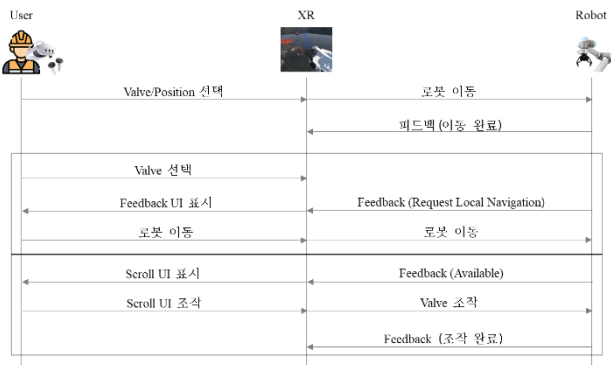 User XR Robot
Valve/Position 선택 로봇 이동
피드백 (이동 완료)
Valve 선택
Feedback UI 표시 Feedback (Request Local Navigation)
로봇 이동 로봇 이동
Scroll UI 표시 Feedback (Available)
Scroll UI 조작 Valve 조작
Feedback (조작 완료)